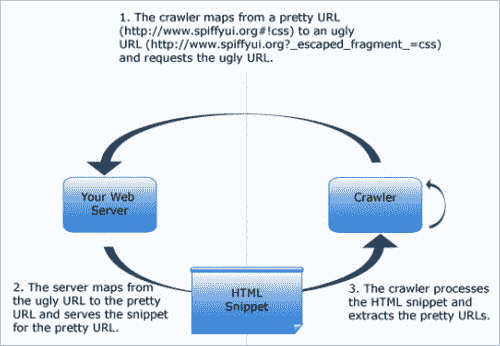 1. The crawler maps from a pretty URL
(http://www.spiffyui.org#!css) to an ugly
URL (http://www.spiffyui.org?_escaped_fragment_=css)
and requests the ugly URL.
Your Web
Server
Crawler
2. The server maps from
the ugly URL to the pretty
URL and serves the snippet
for the pretty URL.
HTML
Snippet
3. The crawler processes
the HTML snippet and
extracts the pretty URLs.